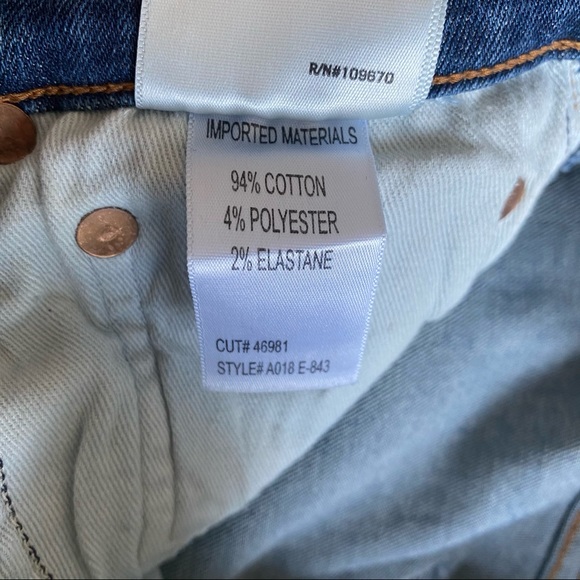 R/N#109670
IMPORTED MATERIALS
94% COTTON
4% POLYESTER
2% ELASTANE
CUT# 46981
STYLE# A018 E-843